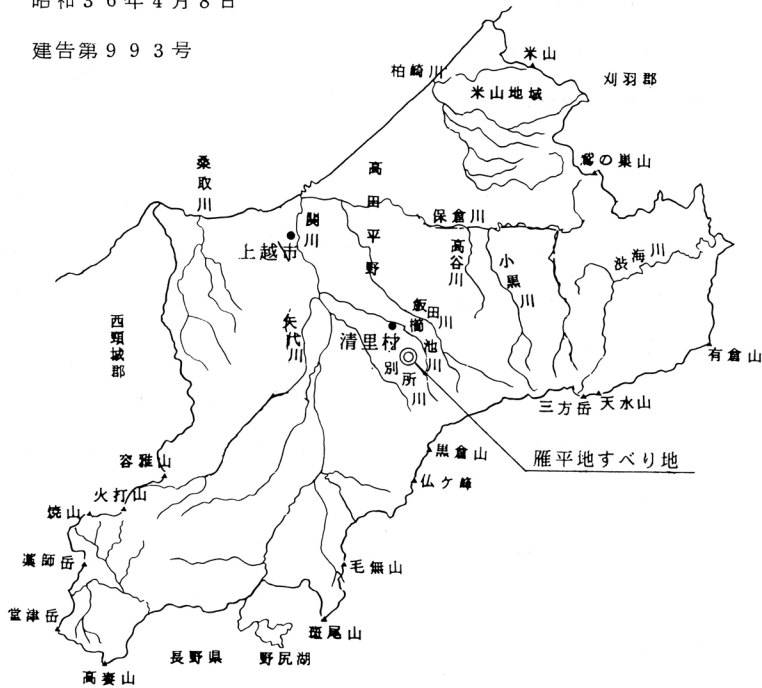 昭和36年4月8日
建告第993号
米山
柏崎川
刈羽郡
米山地域
鳶の巣山
桑取川
高田平野
関川
保倉川
上越市
高谷川
小黒川
渋海川
飯田川
矢代川
櫛池川
清里村
西頸城郡
別所川
有倉山
三方岳
天水山
黒倉山
雁平地すべり地
容雅山
仏ケ峰
火打山
焼山
薬師岳
毛無山
堂津岳
斑尾山
長野県
野尻湖
高妻山